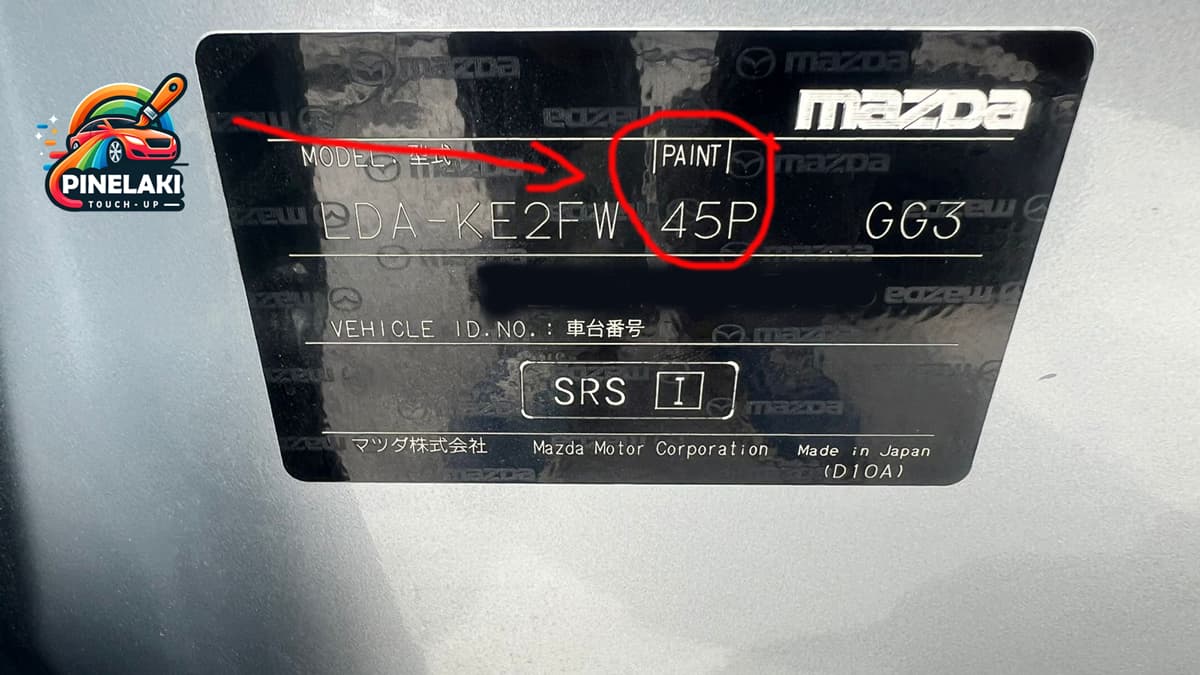 PINELAKI
TOUCH-UP
mazda
MODEL. 型式 |PAINT|
LDA-KE2FW 45P GG3
VEHICLE ID.NO.: 車台番号
SRS I
マツダ株式会社 Mazda Motor Corporation Made in Japan
(D10A)